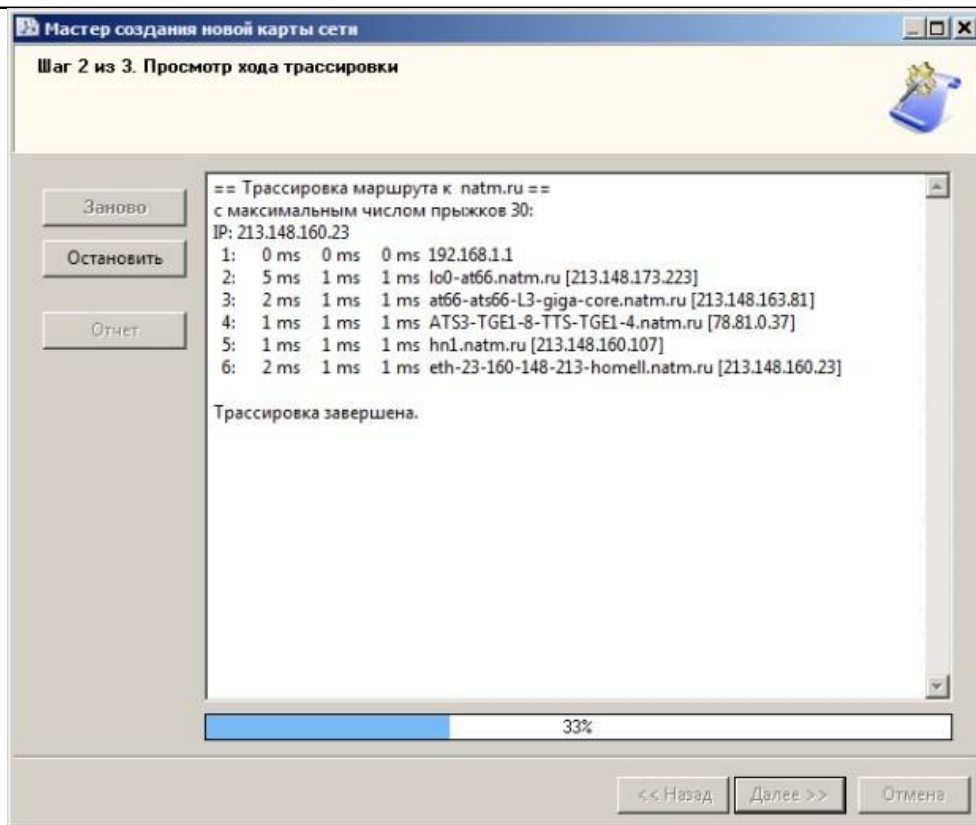 Мастер создания новой карты сети
Шаг 2 из 3. Просмотр хода трассировки
Заново
Остановить
Отчет
== Трассировка маршрута к natm.ru ==
с максимальным числом прыжков 30:
IP: 213.148.160.23
1: 0 ms 0 ms 0 ms 192.168.1.1
2: 5 ms 1 ms 1 ms lo0-at66.natm.ru [213.148.173.223]
3: 2 ms 1 ms 1 ms at66-ats66-L3-giga-core.natm.ru [213.148.163.81]
4: 1 ms 1 ms 1 ms ATS3-TGE1-8-TTS-TGE1-4.natm.ru [78.81.0.37]
5: 1 ms 1 ms 1 ms hn1.natm.ru [213.148.160.107]
6: 2 ms 1 ms 1 ms eth-23-160-148-213-homell.natm.ru [213.148.160.23]
Трассировка завершена.
33%
<< Назад
Далее >>
Отмена